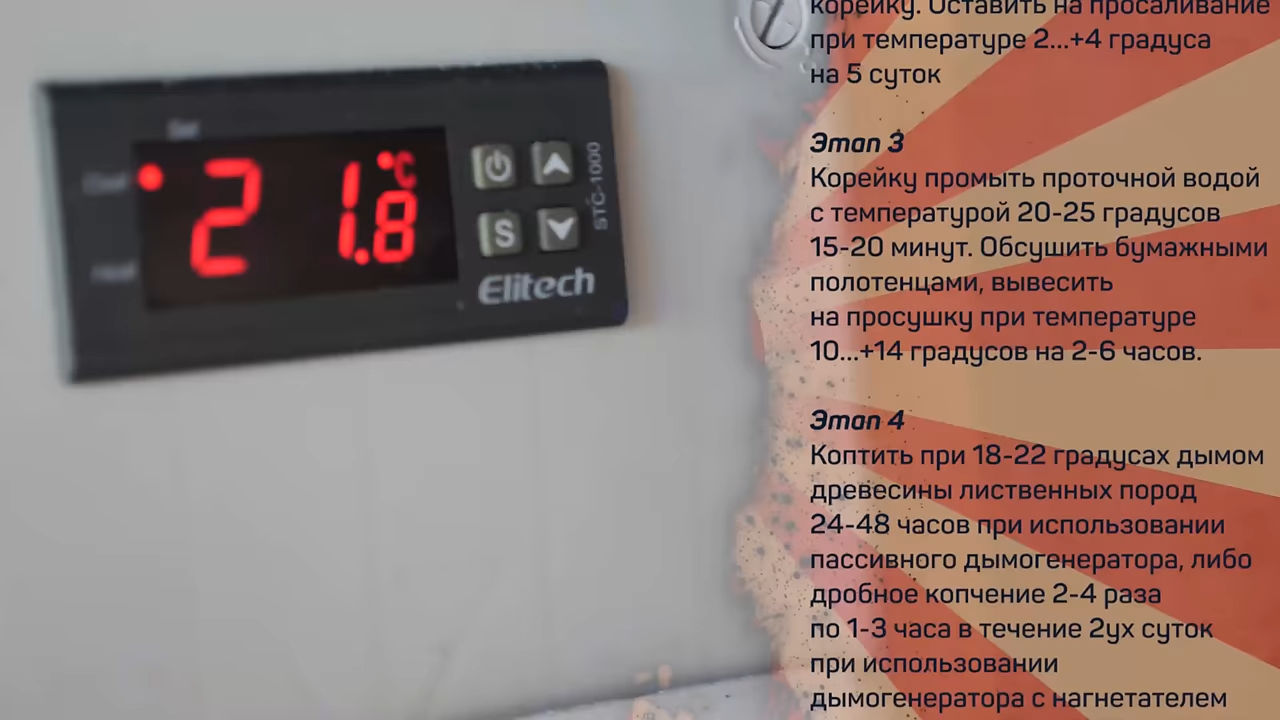 Set
Cool
Heat
21.8
°C
S
STC-1000
Elitech
корейку. Оставить на просаливание
при температуре 2...+4 градуса
на 5 суток
Этап 3
Корейку промыть проточной водой
с температурой 20-25 градусов
15-20 минут. Обсушить бумажными
полотенцами, вывесить
на просушку при температуре
10...+14 градусов на 2-6 часов.
Этап 4
Коптить при 18-22 градусах дымом
древесины лиственных пород
24-48 часов при использовании
пассивного дымогенератора, либо
дробное копчение 2-4 раза
по 1-3 часа в течение 2ух суток
при использовании
дымогенератора с нагнетателем